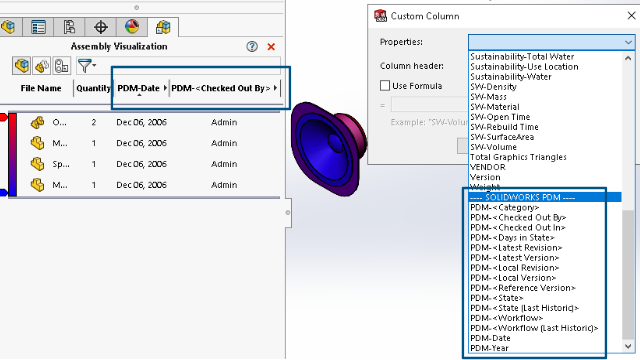 Assembly Visualization
File Name Quantity PDM-Date PDM-<Checked Out By>
O... 2 Dec 06, 2006 Admin
M... 1 Dec 06, 2006 Admin
Sp... 1 Dec 06, 2006 Admin
M... 1 Dec 06, 2006 Admin
Custom Column
Properties:
Column header:
Use Formula
=
Example: "SW-Volu
Sustainability-Total Water
Sustainability-Use Location
Sustainability-Water
SW-Density
SW-Mass
SW-Material
SW-Open Time
SW-Rebuild Time
SW-SurfaceArea
SW-Volume
Total Graphics Triangles
VENDOR
Version
Weight
---- SOLIDWORKS PDM ----
PDM-<Category>
PDM-<Checked Out By>
PDM-<Checked Out In>
PDM-<Days in State>
PDM-<Latest Revision>
PDM-<Latest Version>
PDM-<Local Revision>
PDM-<Local Version>
PDM-<Reference Version>
PDM-<State>
PDM-<State (Last Historic)>
PDM-<Workflow>
PDM-<Workflow (Last Historic)>
PDM-Date
PDM-Year